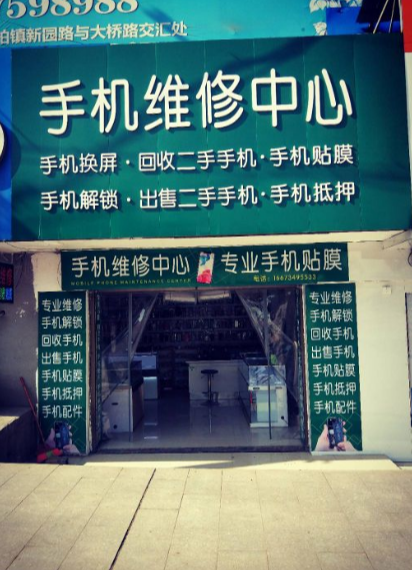 7598988
柏镇新园路与大桥路交汇处
手机维修中心
手机换屏·回收二手手机·手机贴膜
手机解锁·出售二手手机·手机抵押
手机维修中心 专业手机贴膜
MOBILE PHONE MAINTENANCE CENTER
电话:
专业维修
手机解锁
回收手机
出售手机
手机贴膜
手机抵押
手机配件
专业维修
手机解锁
回收手机
出售手机
手机贴膜
手机抵押
手机配件